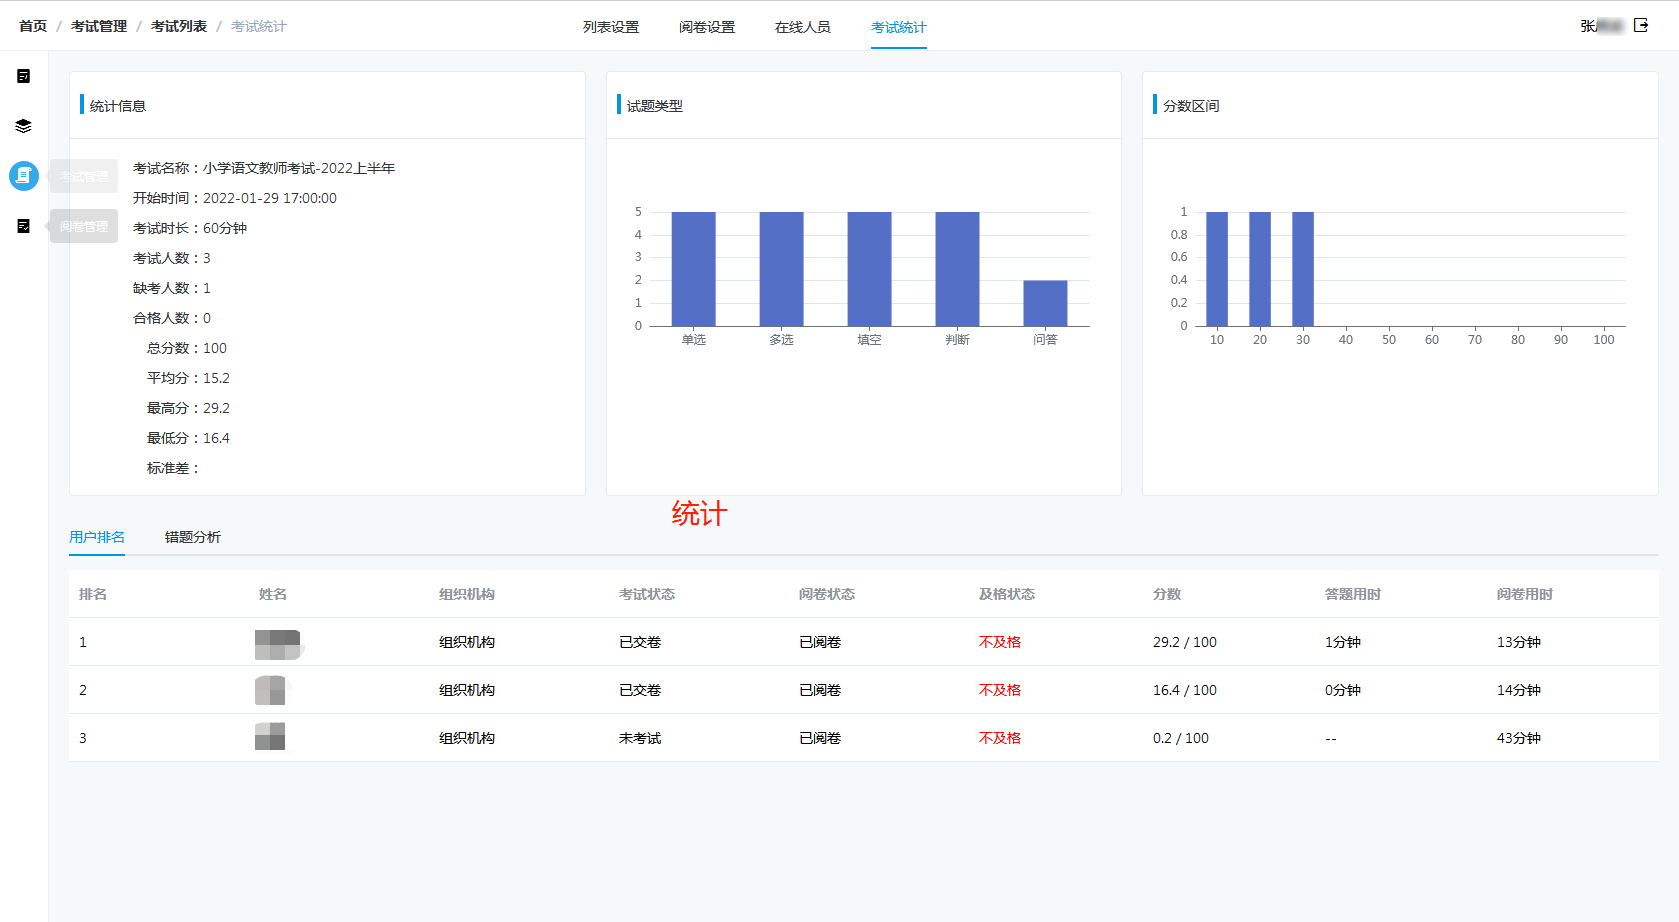 首页 / 考试管理 / 考试列表 / 考试统计
列表设置 阅卷设置 在线人员 考试统计
张
考试管理
阅卷管理
统计信息
考试名称：小学语文教师考试-2022上半年
开始时间：2022-01-29 17:00:00
考试时长：60分钟
考试人数：3
缺考人数：1
合格人数：0
总分数：100
平均分：15.2
最高分：29.2
最低分：16.4
标准差：
试题类型
5
4
3
2
1
0
单选 多选 填空 判断 问答
分数区间
1
0.8
0.6
0.4
0.2
0
10 20 30 40 50 60 70 80 90 100
统计
用户排名 错题分析
排名 姓名 组织机构 考试状态 阅卷状态 及格状态 分数 答题用时 阅卷用时
1 组织机构 已交卷 已阅卷 不及格 29.2 / 100 1分钟 13分钟
2 组织机构 已交卷 已阅卷 不及格 16.4 / 100 0分钟 14分钟
3 组织机构 未考试 已阅卷 不及格 0.2 / 100 -- 43分钟